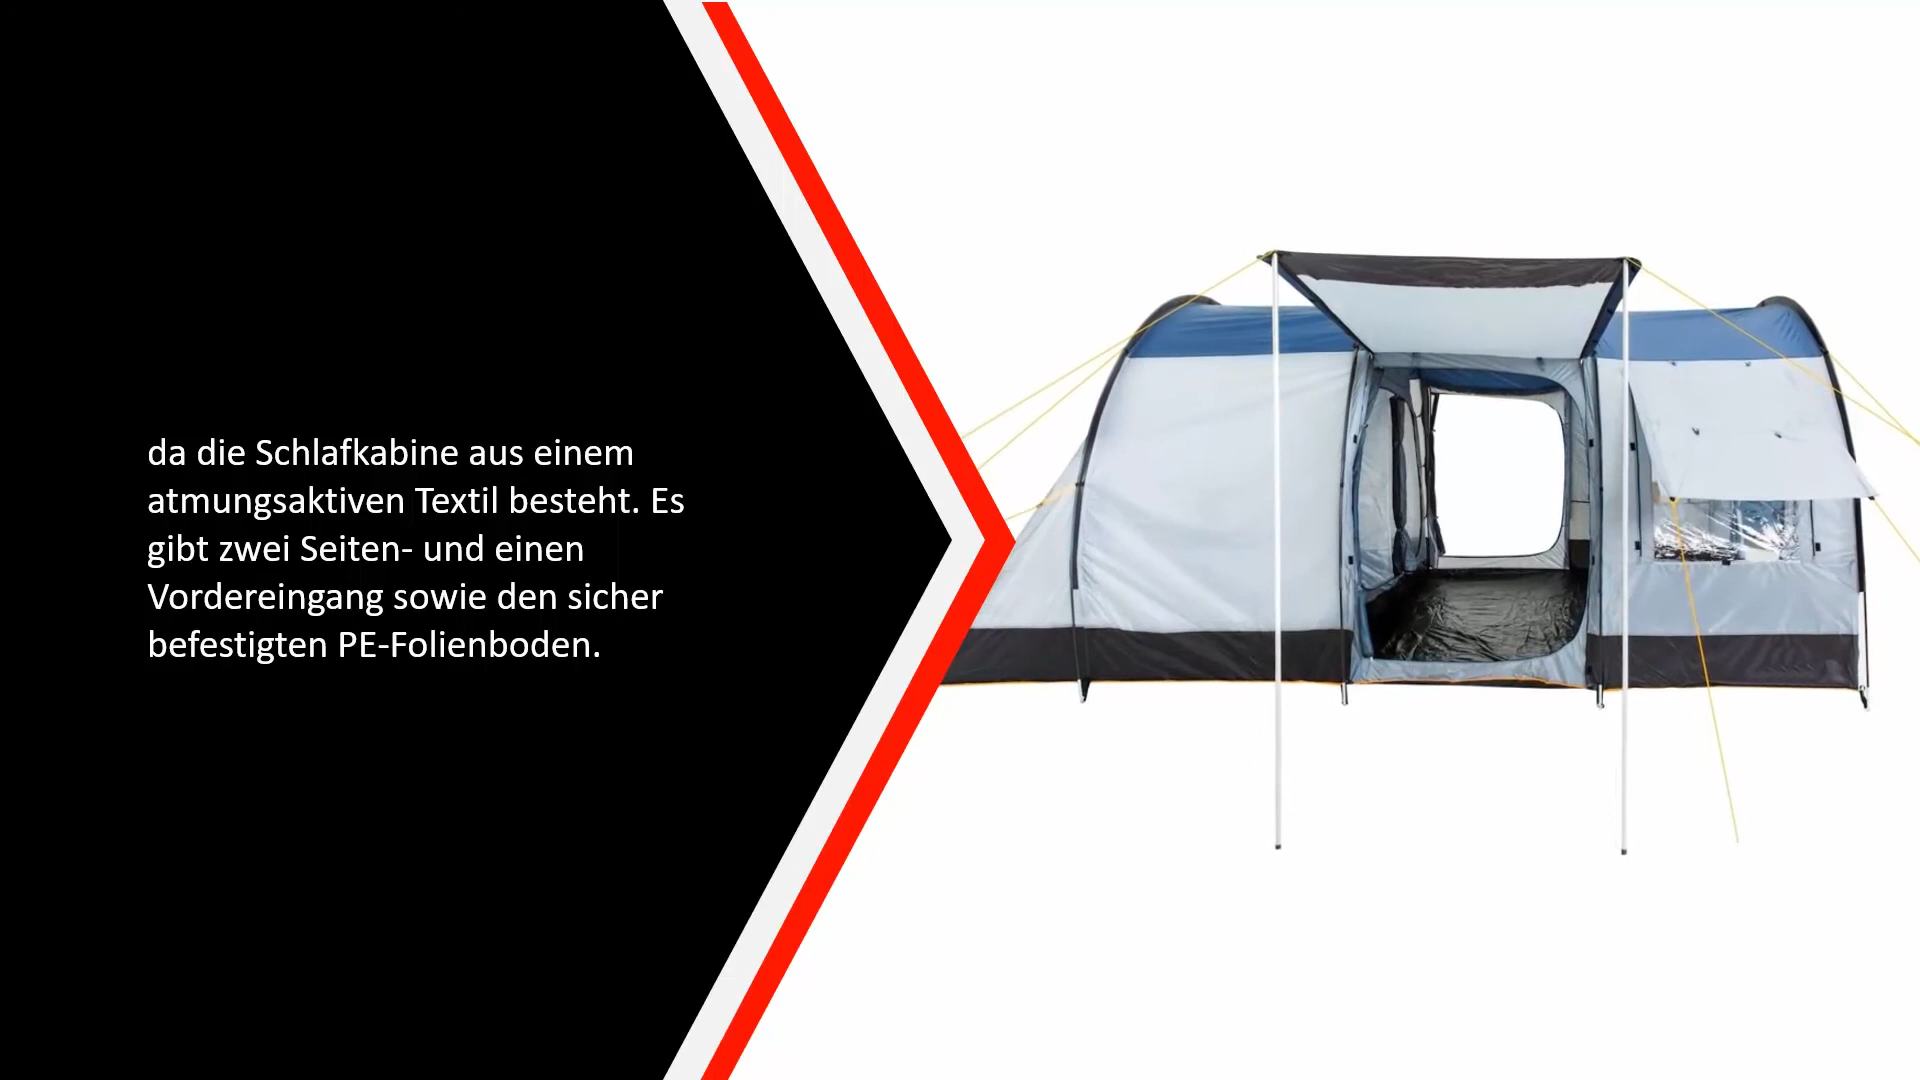 da die Schlafkabine aus einem
atmungsaktiven Textil besteht. Es
gibt zwei Seiten- und einen
Vordereingang sowie den sicher
befestigten PE-Folienboden.